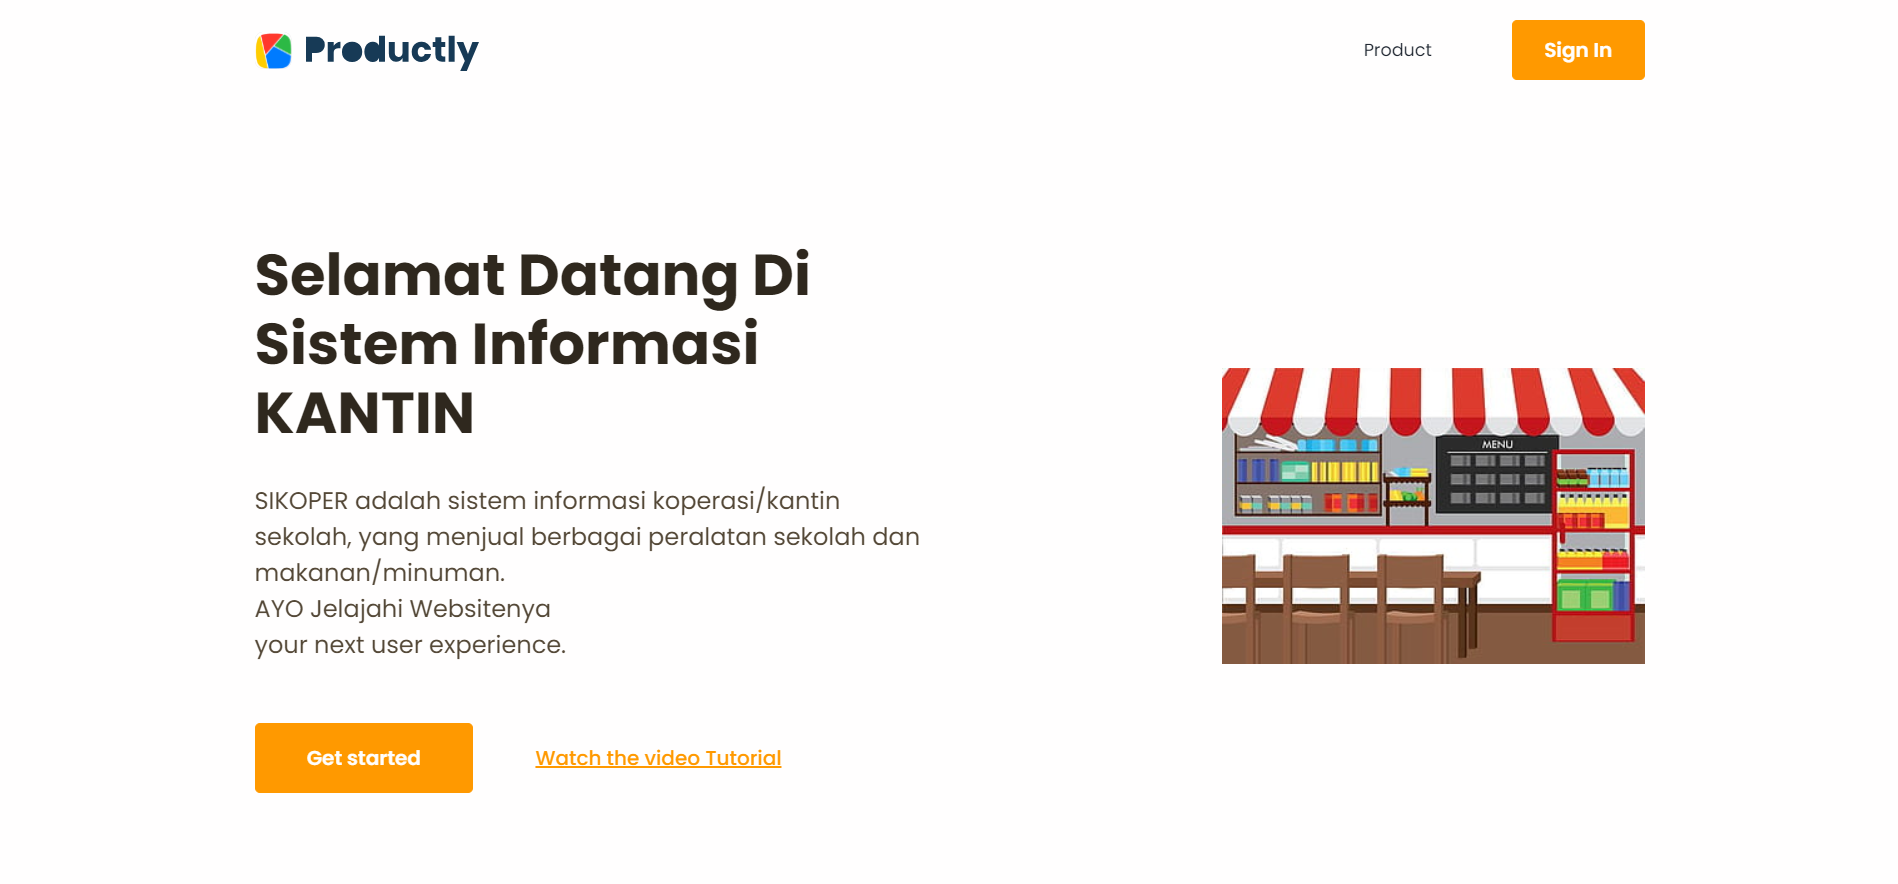 Productly
Product
Sign In
Selamat Datang Di
Sistem Informasi
KANTIN
SIKOPER adalah sistem informasi koperasi/kantin
sekolah, yang menjual berbagai peralatan sekolah dan
makanan/minuman.
AYO Jelajahi Websitenya
your next user experience.
MENU
Get started
Watch the video Tutorial